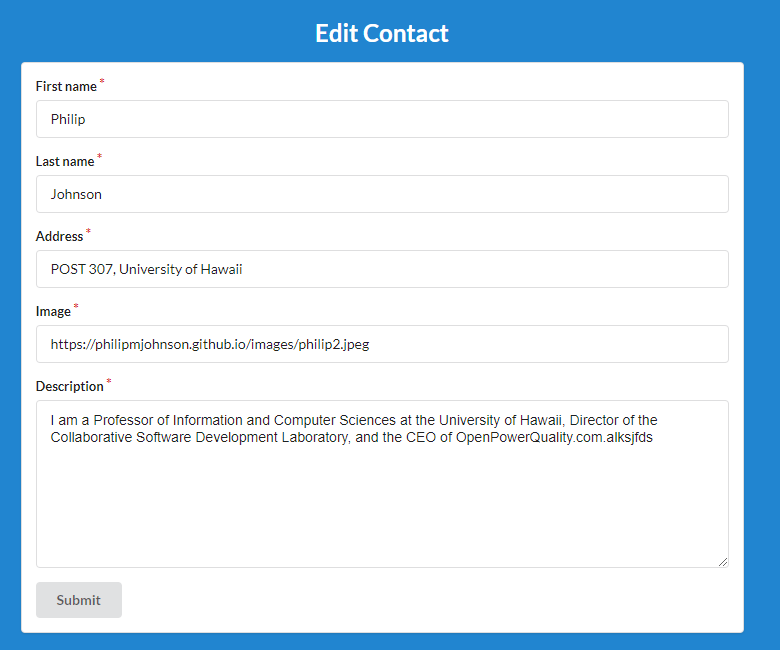 Edit Contact
First name *
Philip
Last name *
Johnson
Address *
POST 307, University of Hawaii
Image *
https://philipmjohnson.github.io/images/philip2.jpeg
Description *
I am a Professor of Information and Computer Sciences at the University of Hawaii, Director of the
Collaborative Software Development Laboratory, and the CEO of OpenPowerQuality.com.alksjfds
Submit